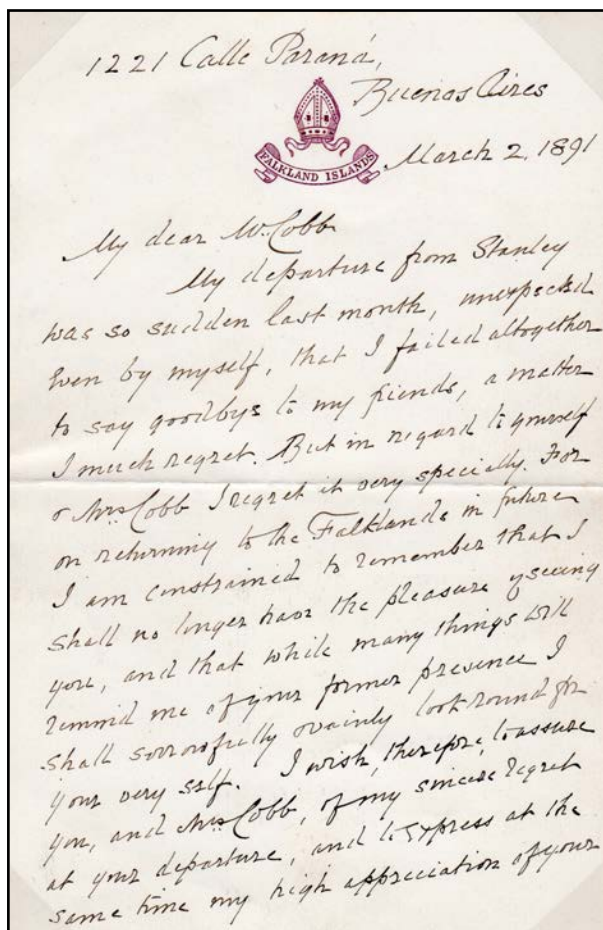 1221 Calle Paraná,
Buenos Aires
FALKLAND ISLANDS
March 2. 1891
My dear Mr. Cobb
My departure from Stanley
was so sudden last month, unexpected
even by myself, that I failed altogether
to say goodbys to my friends, a matter
I much regret. But in regard to yourself
& Mrs. Cobb I regret it very specially. For
on returning to the Falklands in future
I am constrained to remember that I
shall no longer have the pleasure of seeing
you, and that while many things will
remind me of your former presence I
shall sorrowfully & vainly look round for
your very self. I wish, therefore, to assure
you, and Mrs. Cobb, of my sincere regret
at your departure, and to express at the
same time my high appreciation of your